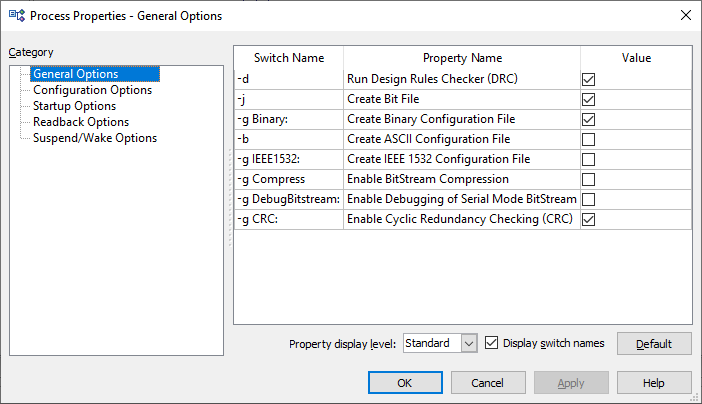 Process Properties - General Options
Category
General Options
Configuration Options
Startup Options
Readback Options
Suspend/Wake Options
Switch Name Property Name Value
-d Run Design Rules Checker (DRC)
-j Create Bit File
-g Binary: Create Binary Configuration File
-b Create ASCII Configuration File
-g IEEE1532: Create IEEE 1532 Configuration File
-g Compress Enable BitStream Compression
-g DebugBitstream: Enable Debugging of Serial Mode BitStream
-g CRC: Enable Cyclic Redundancy Checking (CRC)
Property display level: Standard Display switch names Default
OK Cancel Apply Help